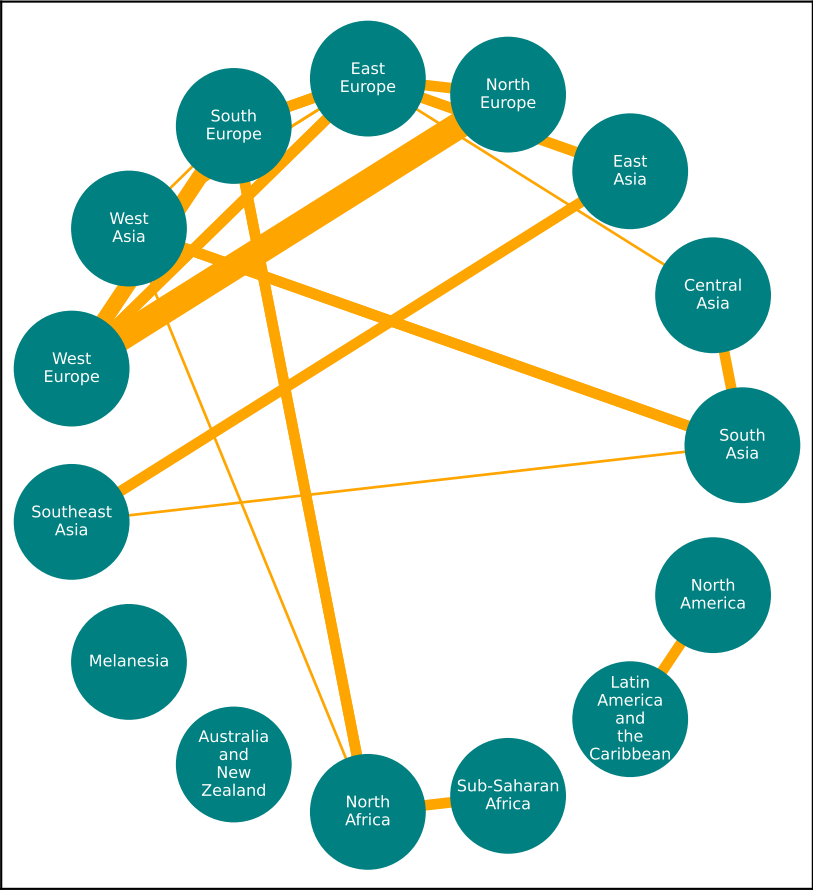 East
Europe
North
Europe
South
Europe
East
Asia
West
Asia
Central
Asia
West
Europe
South
Asia
Southeast
Asia
North
America
Melanesia
Latin
America
and
the
Caribbean
Australia
and
New
Zealand
Sub-Saharan
Africa
North
Africa